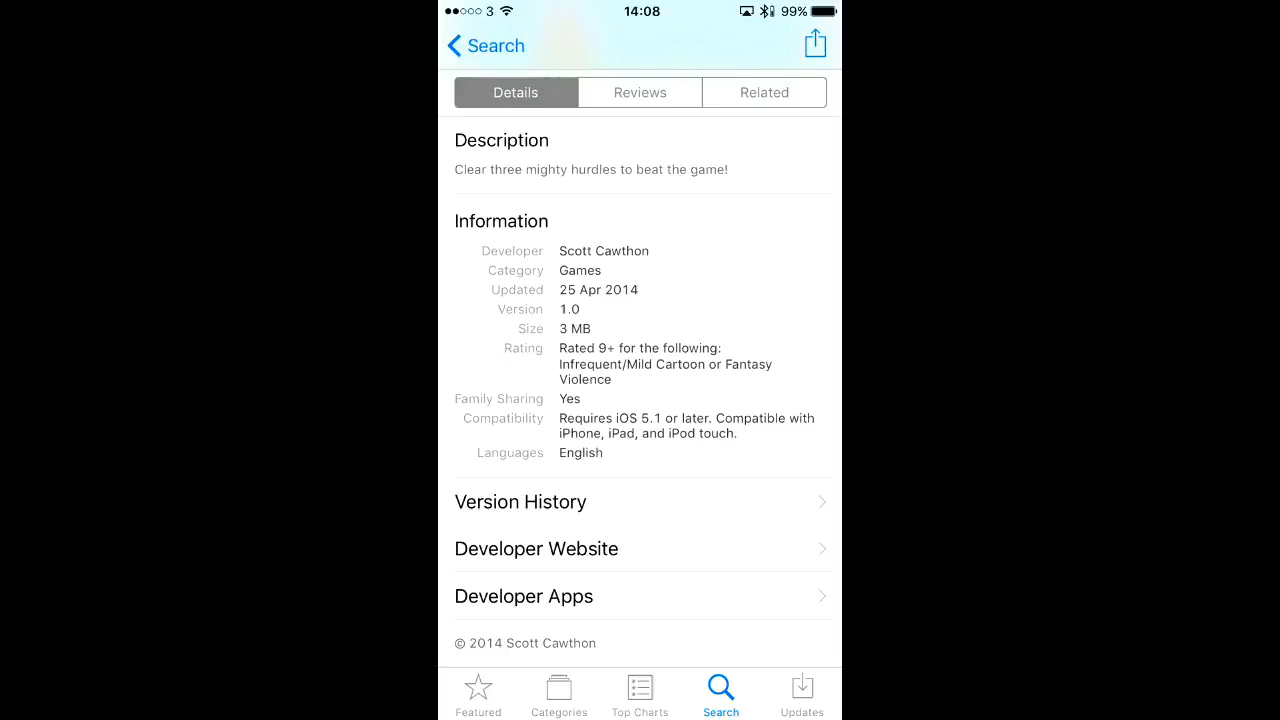 3 14:08 99%
Search
Details Reviews Related
Description
Clear three mighty hurdles to beat the game!
Information
Developer Scott Cawthon
Category Games
Updated 25 Apr 2014
Version 1.0
Size 3 MB
Rating Rated 9+ for the following:
Infrequent/Mild Cartoon or Fantasy
Violence
Family Sharing Yes
Compatibility Requires iOS 5.1 or later. Compatible with
iPhone, iPad, and iPod touch.
Languages English
Version History
Developer Website
Developer Apps
© 2014 Scott Cawthon
Featured Categories Top Charts Search Updates